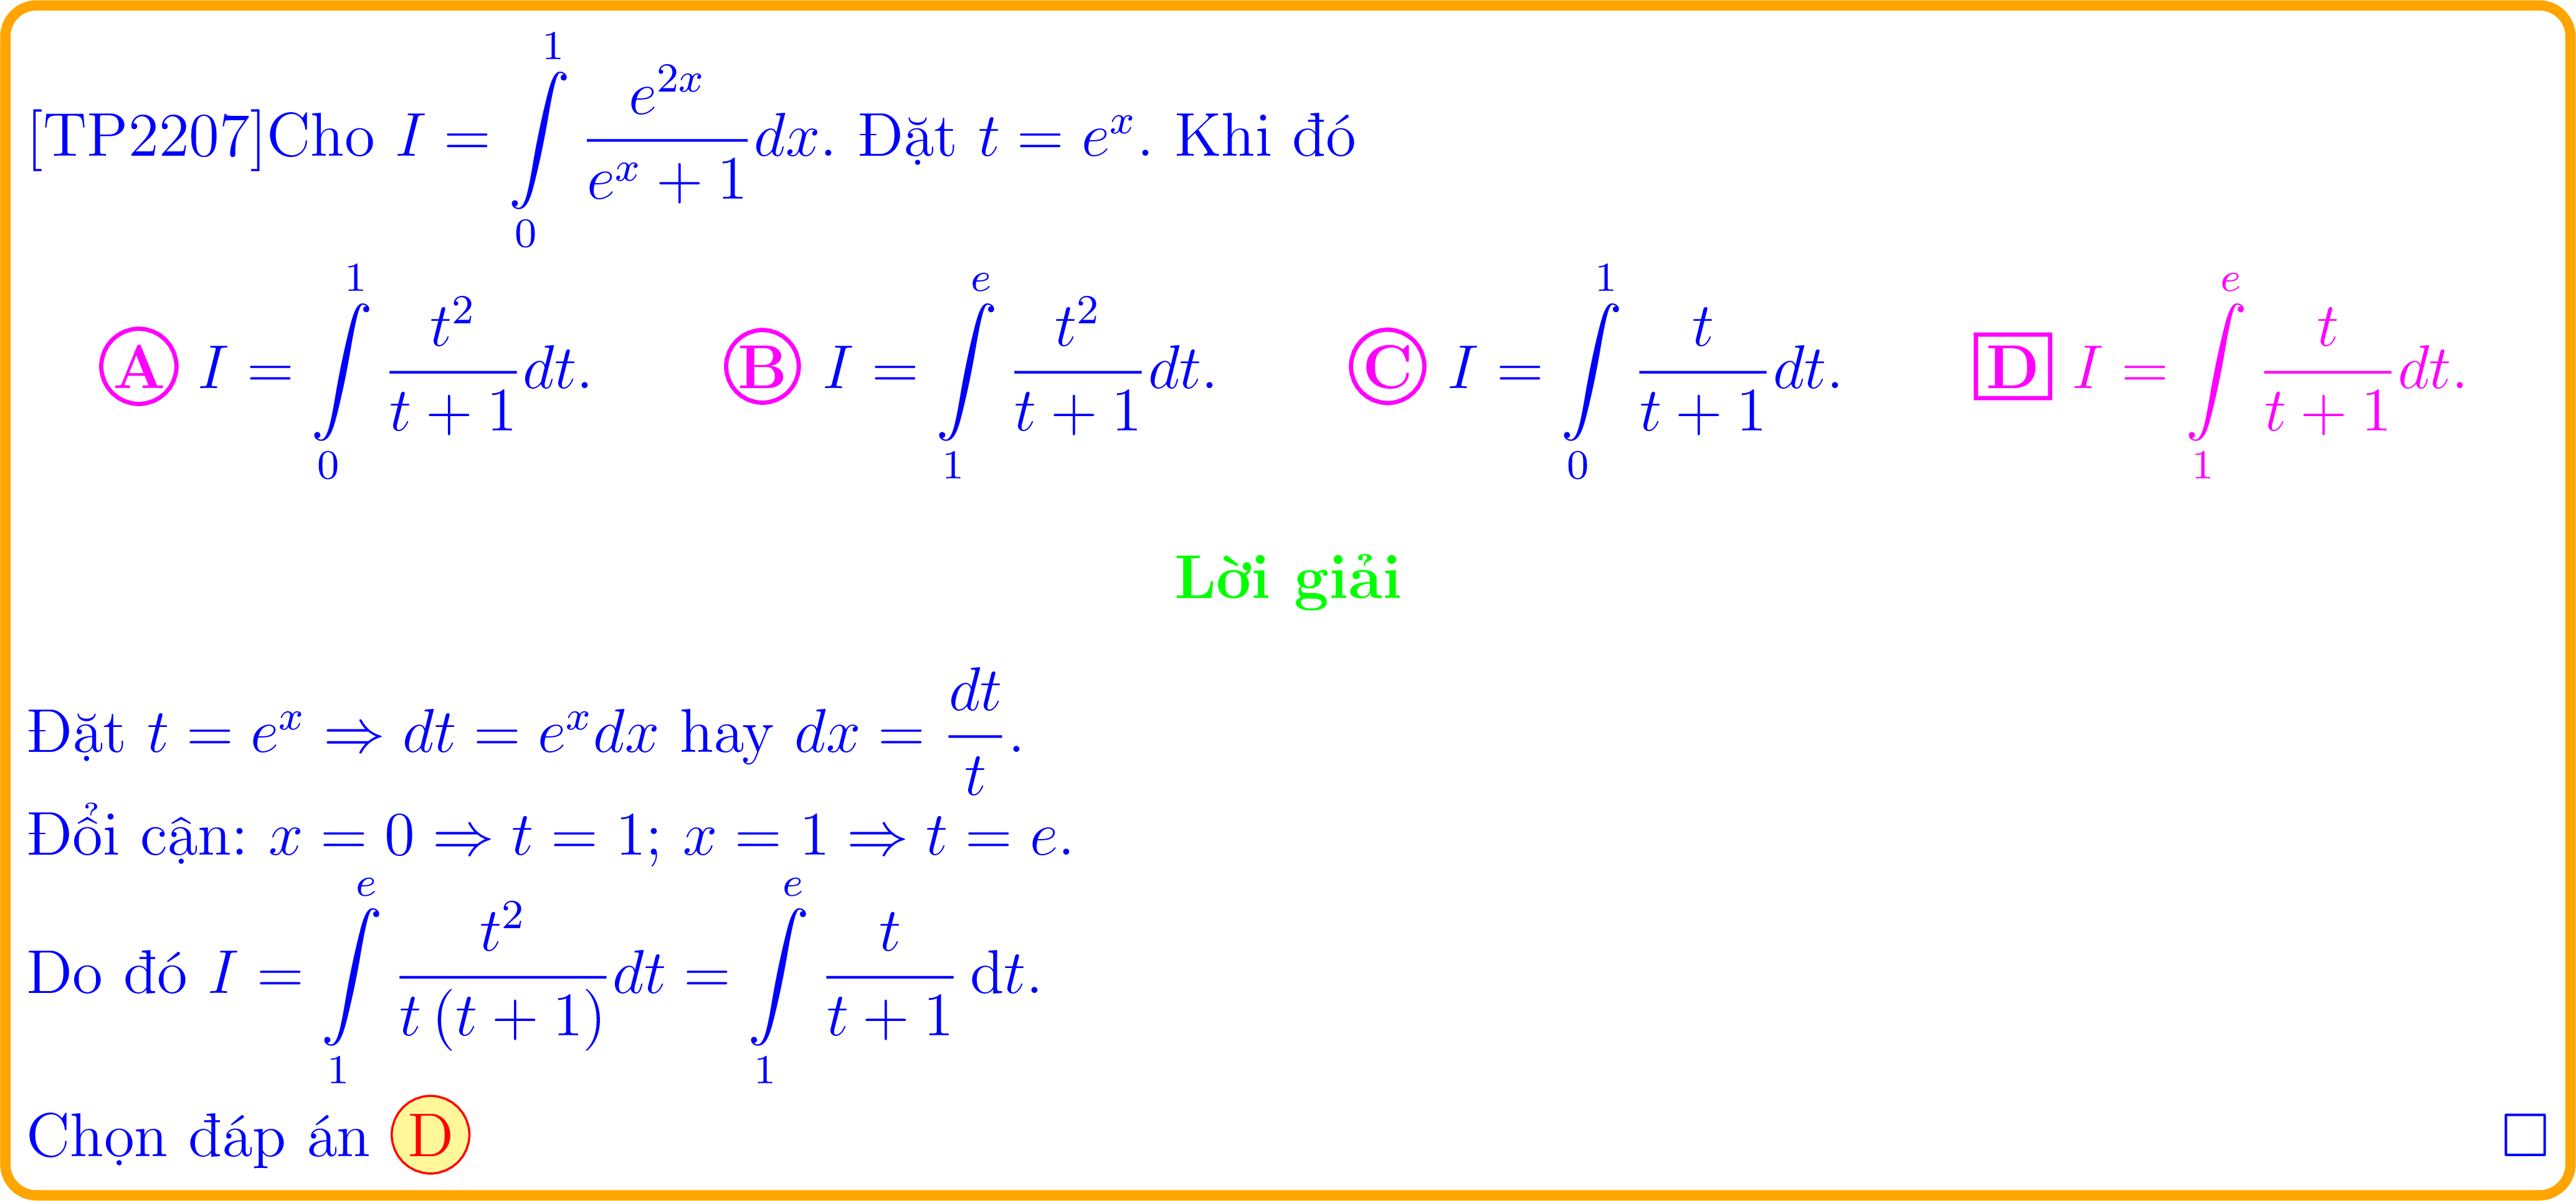 [TP2207]Cho $I = \int\limits_0^1 \frac{e^{2x}}{e^x + 1}dx$. Đặt $t = e^x$. Khi đó
A $I = \int\limits_0^1 \frac{t^2}{t + 1}dt$. B $I = \int\limits_1^e \frac{t^2}{t + 1}dt$. C $I = \int\limits_0^1 \frac{t}{t + 1}dt$. D $I = \int\limits_1^e \frac{t}{t + 1}dt$.
Lời giải
Đặt $t = e^x \Rightarrow dt = e^x dx$ hay $dx = \frac{dt}{t}$.
Đổi cận: $x = 0 \Rightarrow t = 1$; $x = 1 \Rightarrow t = e$.
Do đó $I = \int\limits_1^e \frac{t^2}{t(t + 1)}dt = \int\limits_1^e \frac{t}{t + 1}\,\mathrm{d}t$.
Chọn đáp án D □